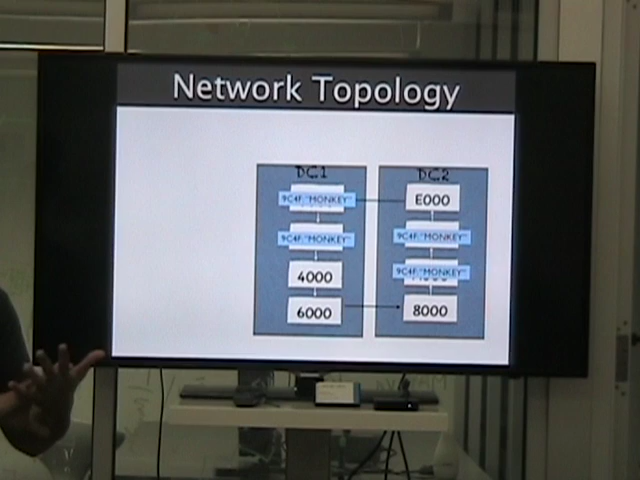 Network Topology
DC1
DC2
9C4F, "MONKEY"
E000
9C4F, "MONKEY"
9C4F, "MONKEY"
4000
9C4F, "MONKEY"
6000
8000